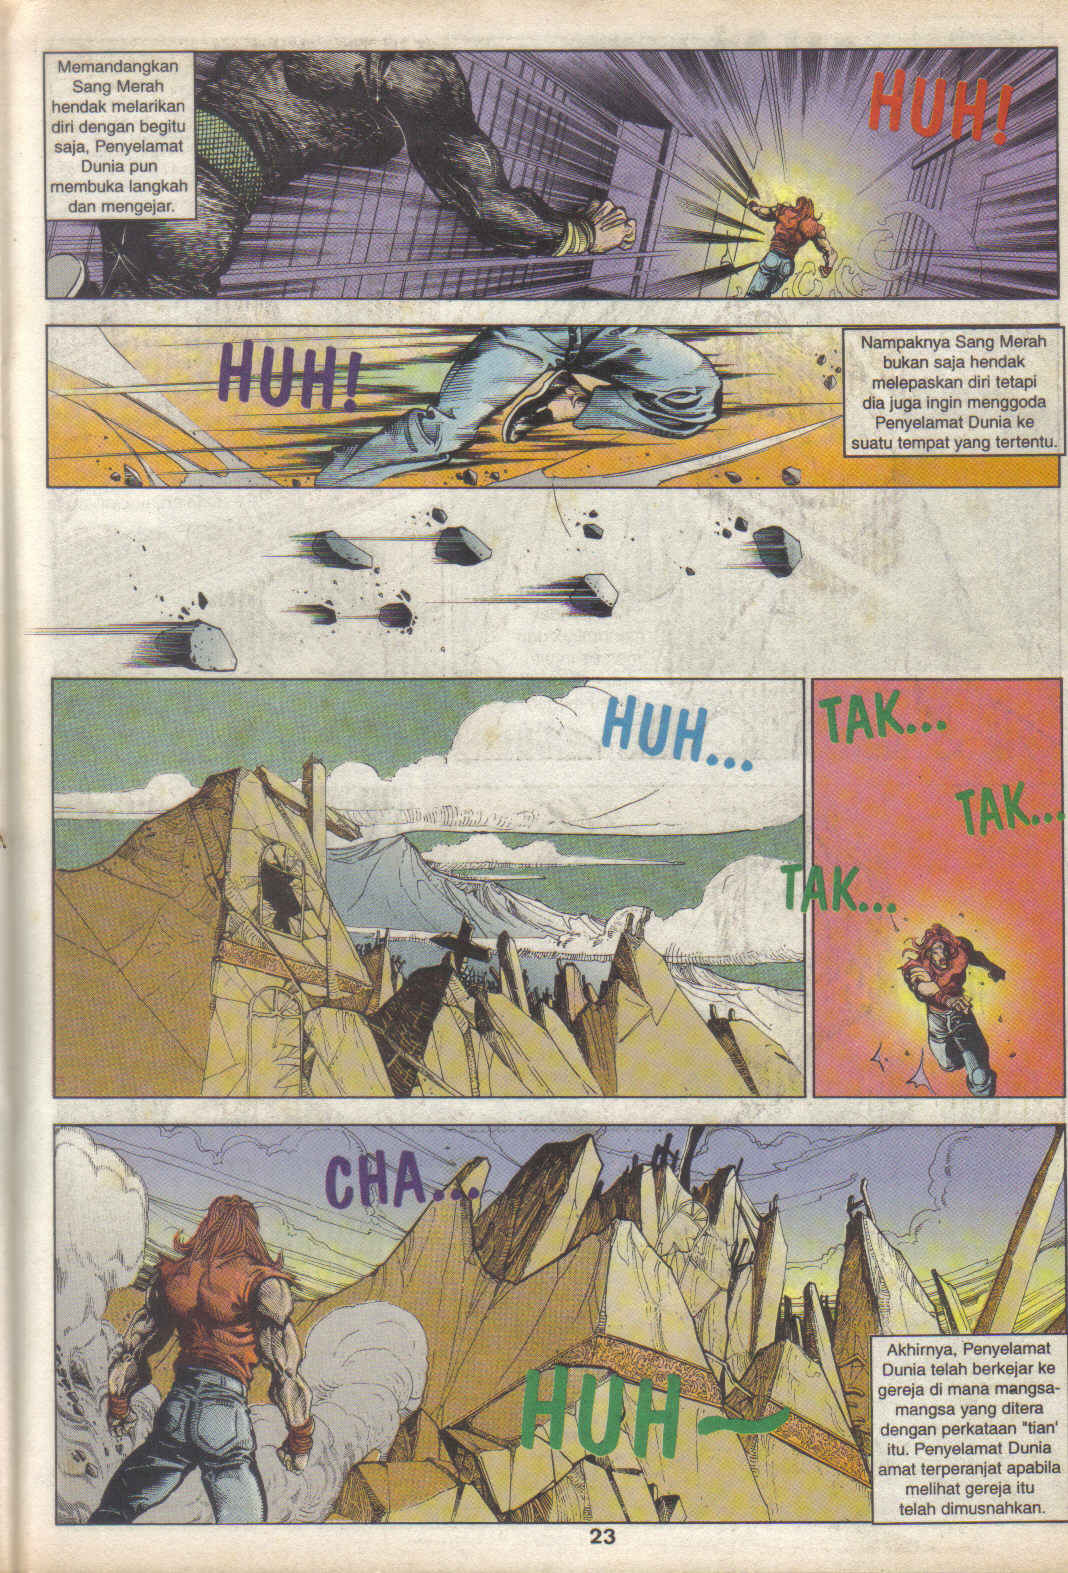 Memandangkan
Sang Merah
hendak melarikan
diri dengan begitu
saja, Penyelamat
Dunia pun
membuka langkah
dan mengejar.
HUH!
HUH!
Nampaknya Sang Merah
bukan saja hendak
melepaskan diri tetapi
dia juga ingin menggoda
Penyelamat Dunia ke
suatu tempat yang tertentu.
HUH...
TAK...
TAK...
TAK...
CHA...
HUH~
Akhirnya, Penyelamat
Dunia telah berkejar ke
gereja di mana mangsa-
mangsa yang ditera
dengan perkataan "tian'
itu. Penyelamat Dunia
amat terperanjat apabila
melihat gereja itu
telah dimusnahkan.
23